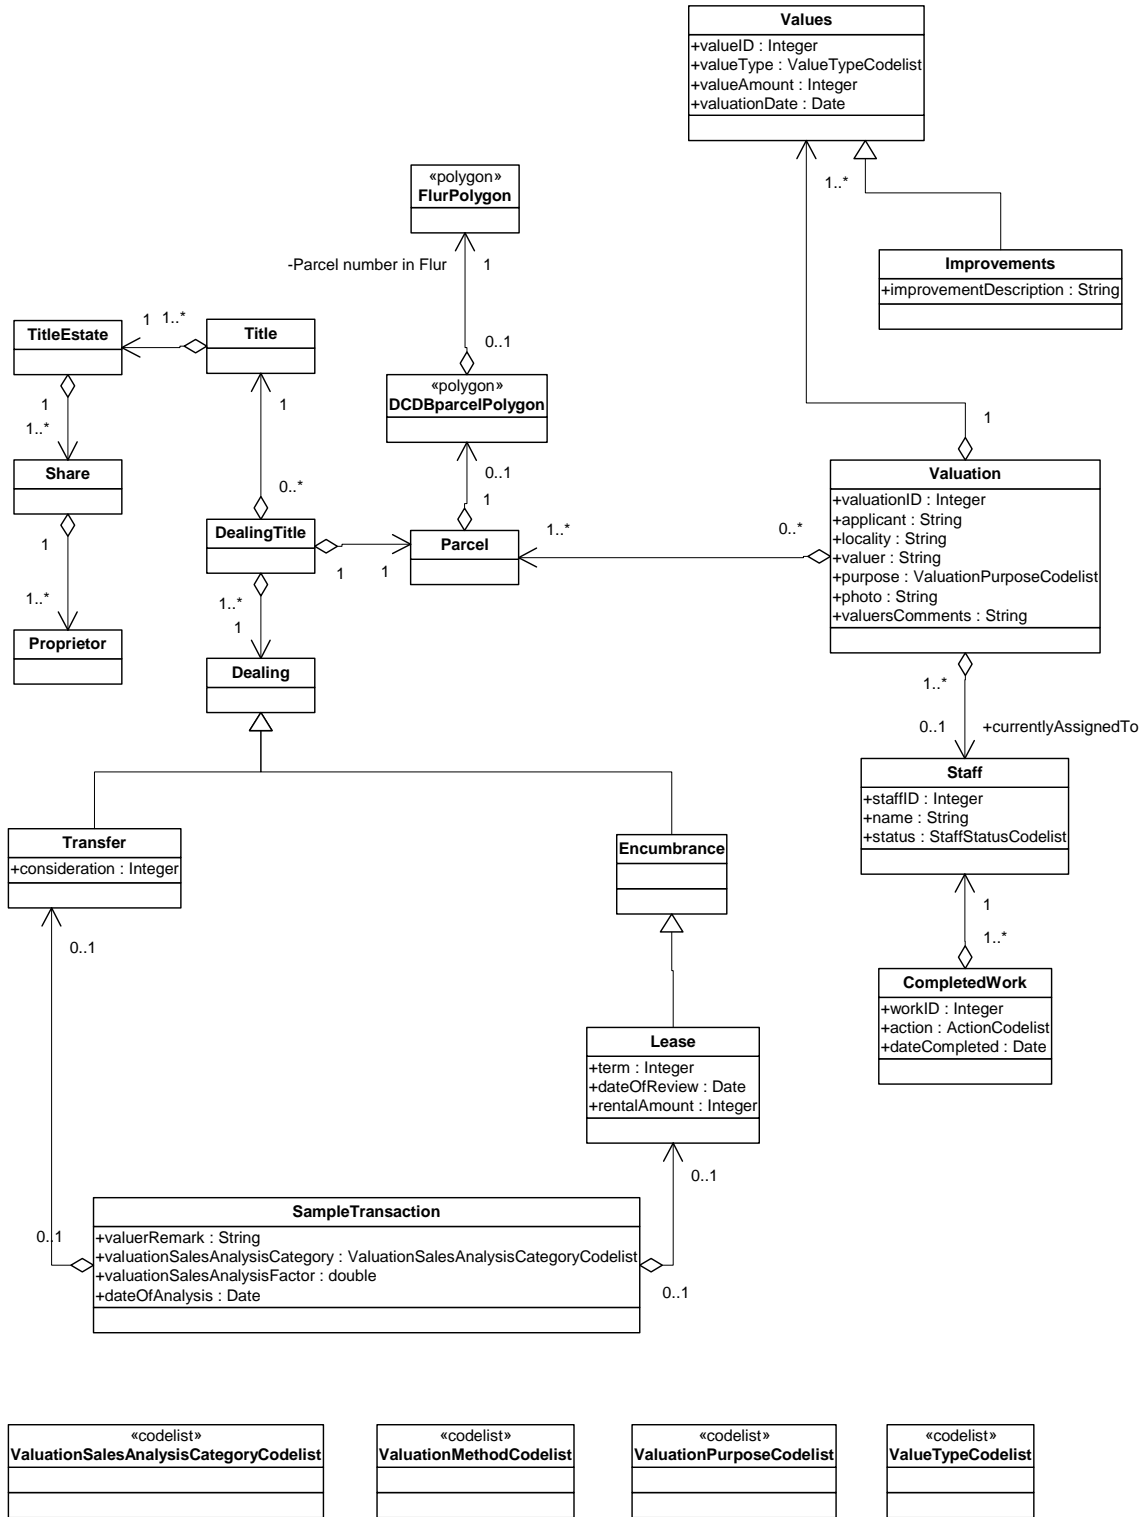 Values
+valueID : Integer
+valueType : ValueTypeCodelist
+valueAmount : Integer
+valuationDate : Date
1..*
«polygon»
FlurPolygon
-Parcel number in Flur
1
Improvements
+improvementDescription : String
TitleEstate
1
1..*
Title
0..1
«polygon»
DCDBparcelPolygon
1
1..*
1
1
Share
0..*
0..1
1
Valuation
+valuationID : Integer
+applicant : String
+locality : String
+valuer : String
+purpose : ValuationPurposeCodelist
+photo : String
+valuersComments : String
DealingTitle
1
1
Parcel
1..*
0..*
1
1..*
1..*
1
Proprietor
Dealing
1..*
0..1
+currentlyAssignedTo
Staff
+staffID : Integer
+name : String
+status : StaffStatusCodelist
Transfer
+consideration : Integer
Encumbrance
0..1
1
1..*
CompletedWork
+workID : Integer
+action : ActionCodelist
+dateCompleted : Date
Lease
+term : Integer
+dateOfReview : Date
+rentalAmount : Integer
0..1
SampleTransaction
+valuerRemark : String
+valuationSalesAnalysisCategory : ValuationSalesAnalysisCategoryCodelist
+valuationSalesAnalysisFactor : double
+dateOfAnalysis : Date
0..1
0..1
«codelist»
ValuationSalesAnalysisCategoryCodelist
«codelist»
ValuationMethodCodelist
«codelist»
ValuationPurposeCodelist
«codelist»
ValueTypeCodelist